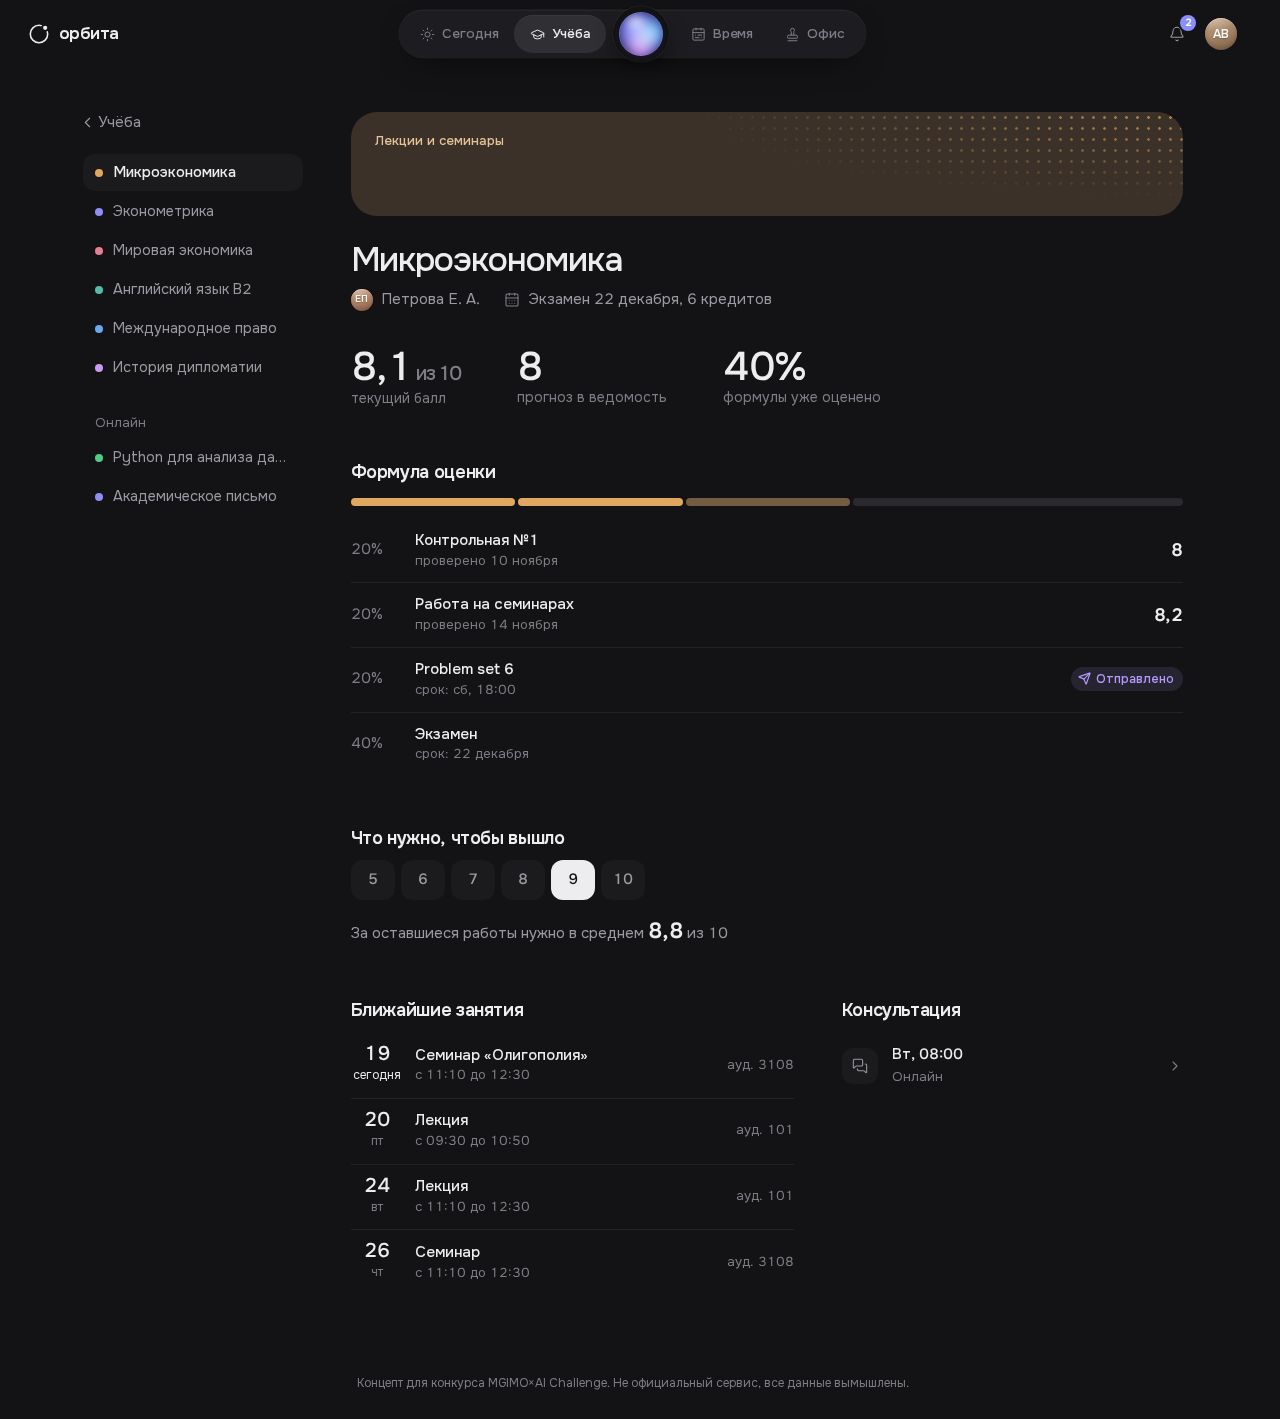 орбита
Сегодня
Учёба
Время
Офис
2
АВ
Учёба
Микроэкономика
Эконометрика
Мировая экономика
Английский язык B2
Международное право
История дипломатии
Онлайн
Python для анализа да...
Академическое письмо
Лекции и семинары
Микроэкономика
ЕП Петрова Е. А. Экзамен 22 декабря, 6 кредитов
8,1 из 10
текущий балл
8
прогноз в ведомость
40%
формулы уже оценено
Формула оценки
20% Контрольная №1 8
проверено 10 ноября
20% Работа на семинарах 8,2
проверено 14 ноября
20% Problem set 6 Отправлено
срок: сб, 18:00
40% Экзамен
срок: 22 декабря
Что нужно, чтобы вышло
5 6 7 8 9 10
За оставшиеся работы нужно в среднем 8,8 из 10
Ближайшие занятия
19 Семинар «Олигополия» ауд. 3108
сегодня с 11:10 до 12:30
20 Лекция ауд. 101
пт с 09:30 до 10:50
24 Лекция ауд. 101
вт с 11:10 до 12:30
26 Семинар ауд. 3108
чт с 11:10 до 12:30
Консультация
Вт, 08:00
Онлайн
Концепт для конкурса MGIMO×AI Challenge. Не официальный сервис, все данные вымышлены.